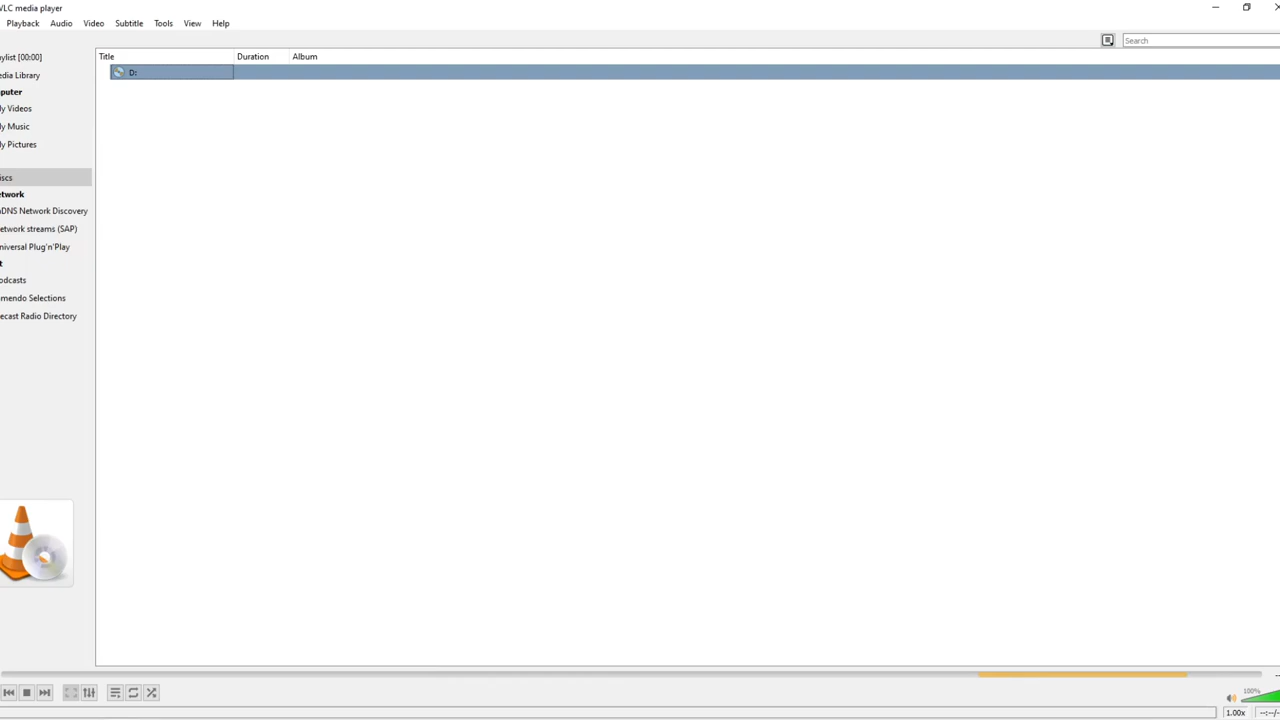 VLC media player
Playback Audio Video Subtitle Tools View Help
Search
aylist [00:00]
Title Duration Album
D:
edia Library
puter
y Videos
y Music
y Pictures
iscs
etwork
DNS Network Discovery
etwork streams (SAP)
niversal Plug'n'Play
t
odcasts
mendo Selections
ecast Radio Directory
100%
1.00x --:--/